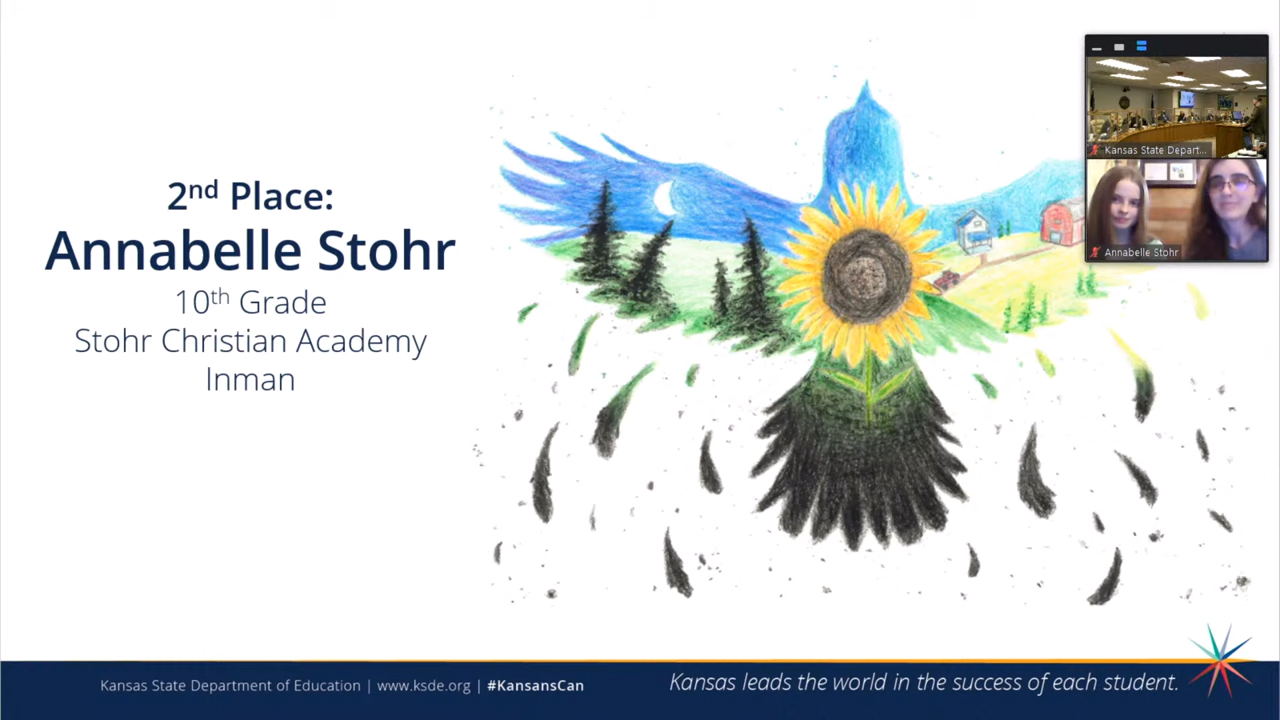 2nd Place:
Annabelle Stohr
10th Grade
Stohr Christian Academy
Inman
Kansas State Depart...
Annabelle Stohr
Kansas State Department of Education | www.ksde.org | #KansansCan
Kansas leads the world in the success of each student.